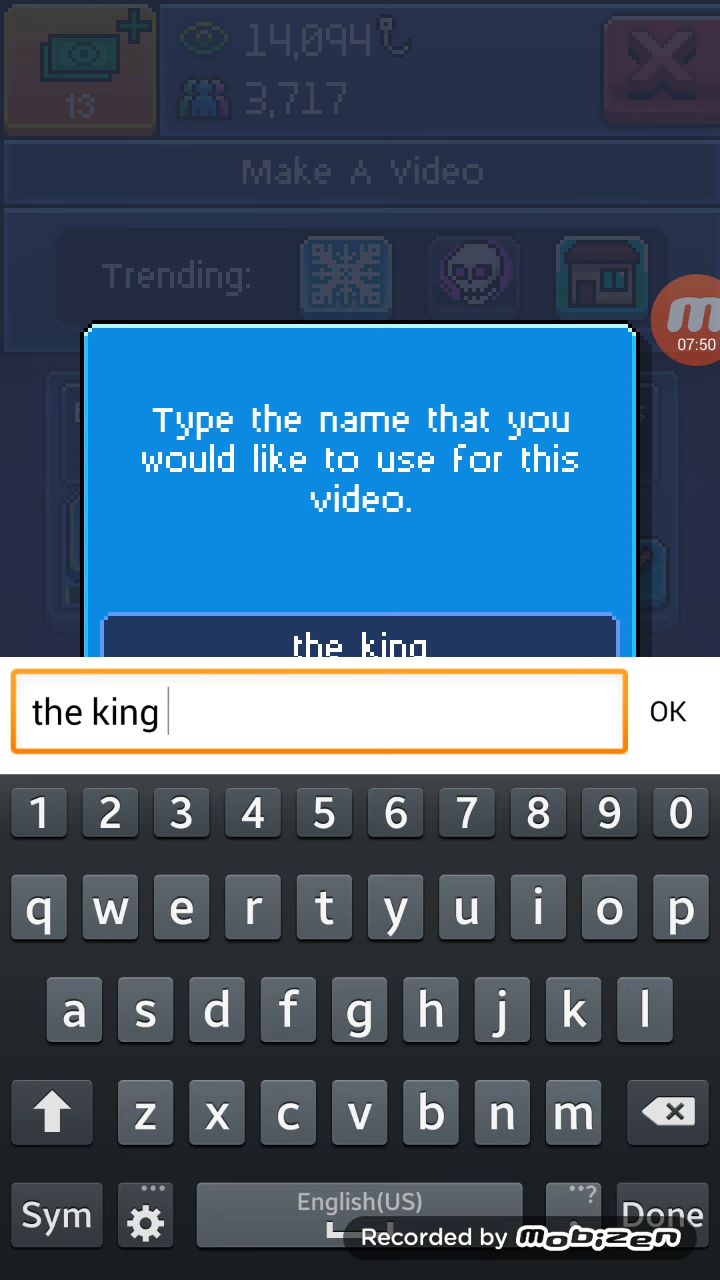 14,094
13
3,717
Make A Video
Trending:
07:50
Type the name that you
would like to use for this
video.
the king
the king
OK
1 2 3 4 5 6 7 8 9 0
q w e r t y u i o p
a s d f g h j k l
z x c v b n m
English(US)
Sym
Done
Recorded by Mobizen